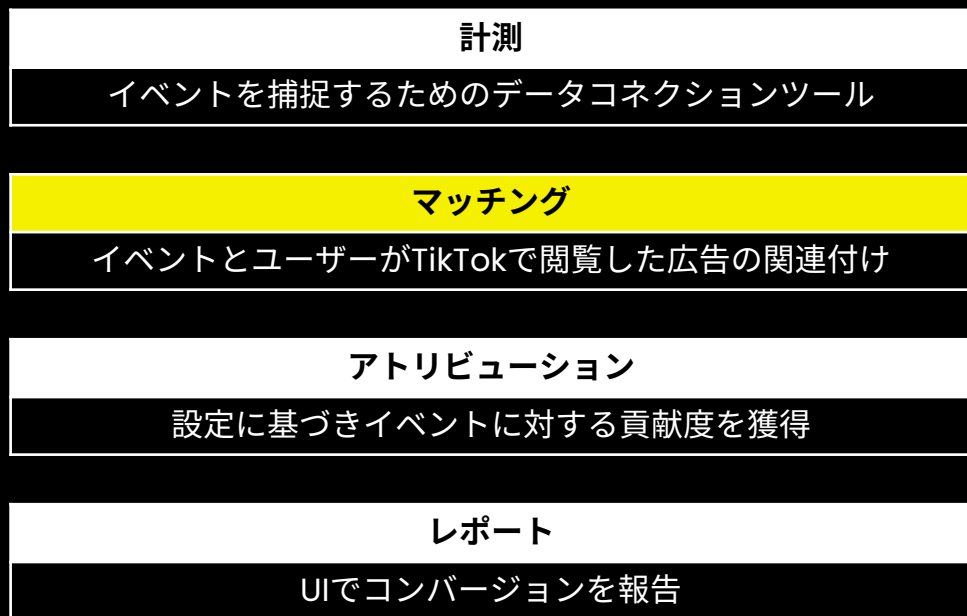 計測
イベントを捕捉するためのデータコネクションツール
マッチング
イベントとユーザーがTikTokで閲覧した広告の関連付け
アトリビューション
設定に基づきイベントに対する貢献度を獲得
レポート
UIでコンバージョンを報告